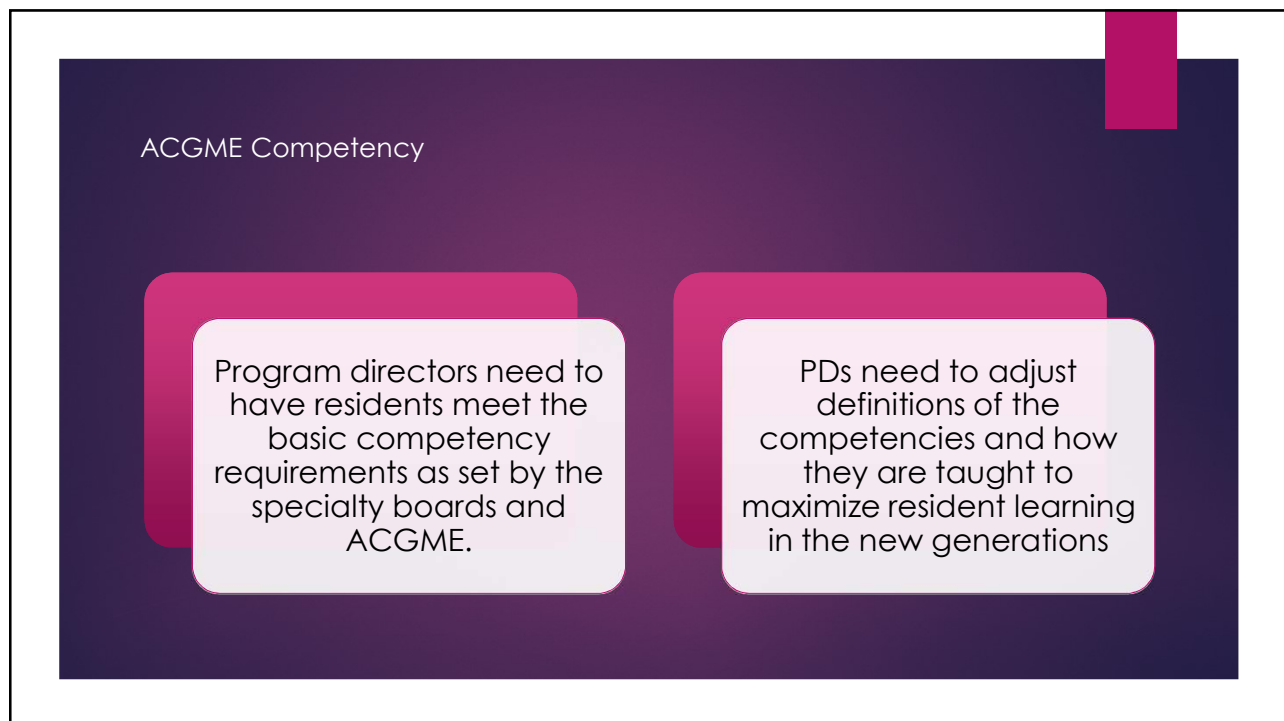 ACGME Competency
Program directors need to
have residents meet the
basic competency
requirements as set by the
specialty boards and
ACGME.
PDs need to adjust
definitions of the
competencies and how
they are taught to
maximize resident learning
in the new generations